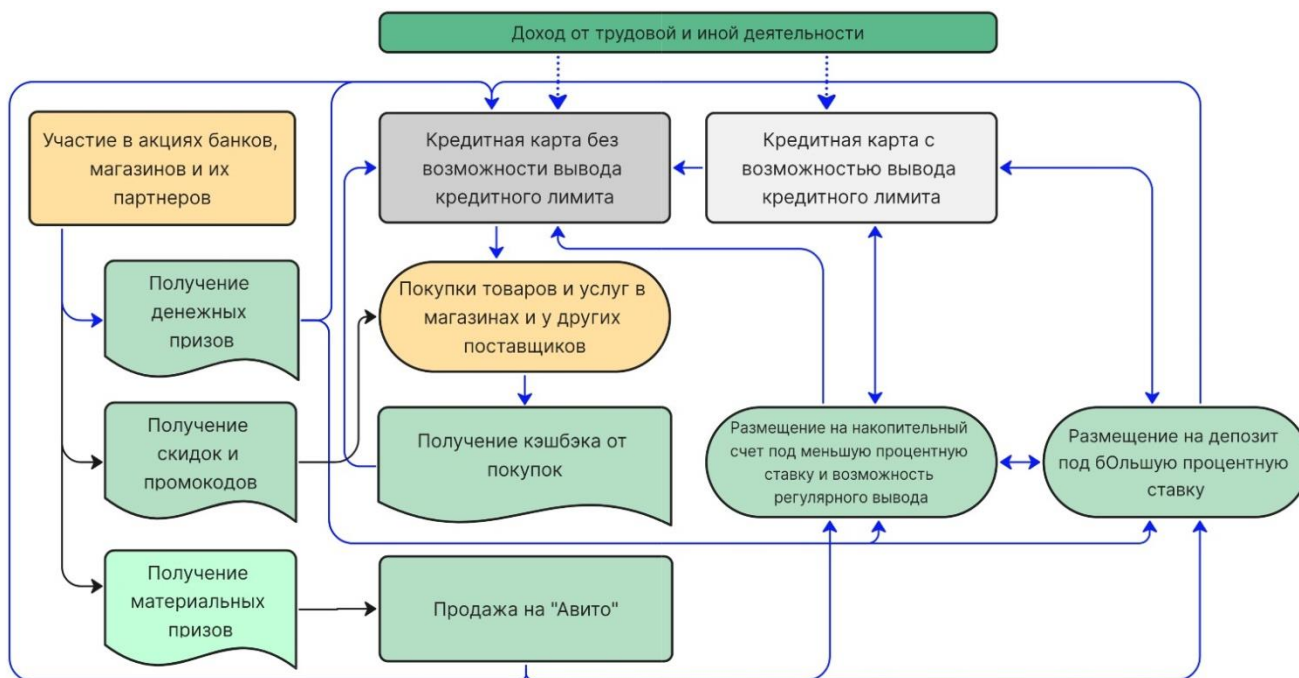 Доход от трудовой и иной деятельности
Участие в акциях банков,
магазинов и их
партнеров
Кредитная карта без
возможности вывода
кредитного лимита
Кредитная карта с
возможностью вывода
кредитного лимита
Получение
денежных
призов
Покупки товаров и услуг в
магазинах и у других
поставщиков
Получение
скидок и
промокодов
Получение кэшбэка от
покупок
Размещение на накопительный
счет под меньшую процентную
ставку и возможность
регулярного вывода
Размещение на депозит
под бОльшую процентную
ставку
Получение
материальных
призов
Продажа на "Авито"